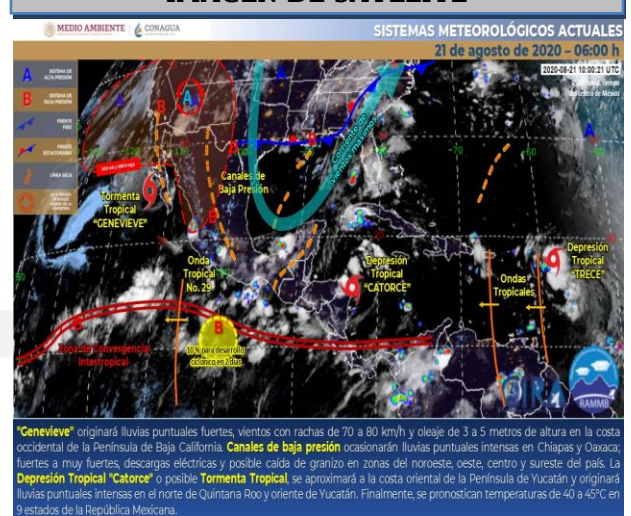 IMAGEN DE SATÉLITE
MEDIO AMBIENTE
CONAGUA
SISTEMAS METEOROLÓGICOS ACTUALES
21 de agosto de 2020 – 06:00 h
2020-08-21 10:00:21 UTC
A
SISTEMA DE
ALTA PRESIÓN
B
SISTEMA DE
BAJA PRESIÓN
FRENTE
FRÍO
FRENTE
ESTACIONARIO
LÍNEA SECA
Corriente de
vientos máximos
Canales de
Baja Presión
Tormenta
Tropical
"GENEVIEVE"
Onda
Tropical
No. 29
Depresión
Tropical
"CATORCE"
Ondas
Tropicales
Depresión
Tropical
"TRECE"
Zona de Convergencia
Intertropical
B
10 % para desarrollo
ciclónico en 2 días
CIRA
RAMMB
"Genevieve" originará lluvias puntuales fuertes, vientos con rachas de 70 a 80 km/h y oleaje de 3 a 5 metros de altura en la costa
occidental de la Península de Baja California. Canales de baja presión ocasionarán lluvias puntuales intensas en Chiapas y Oaxaca;
fuertes a muy fuertes, descargas eléctricas y posible caída de granizo en zonas del noroeste, oeste, centro y sureste del país. La
Depresión Tropical "Catorce" o posible Tormenta Tropical, se aproximará a la costa oriental de la Península de Yucatán y originará
lluvias puntuales intensas en el norte de Quintana Roo y oriente de Yucatán. Finalmente, se pronostican temperaturas de 40 a 45°C en
9 estados de la República Mexicana.